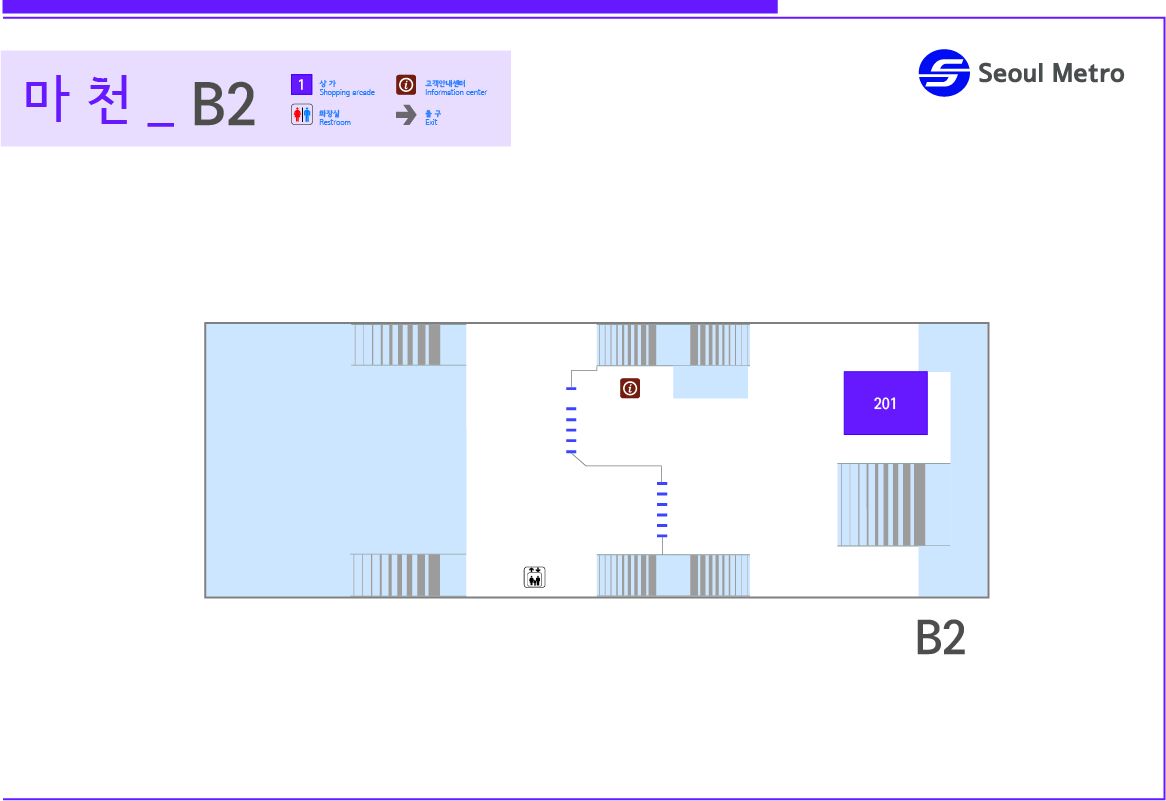 마 천 _ B2
1 상 가
Shopping arcade
고객안내센터
Information center
화장실
Restroom
출 구
Exit
Seoul Metro
201
B2